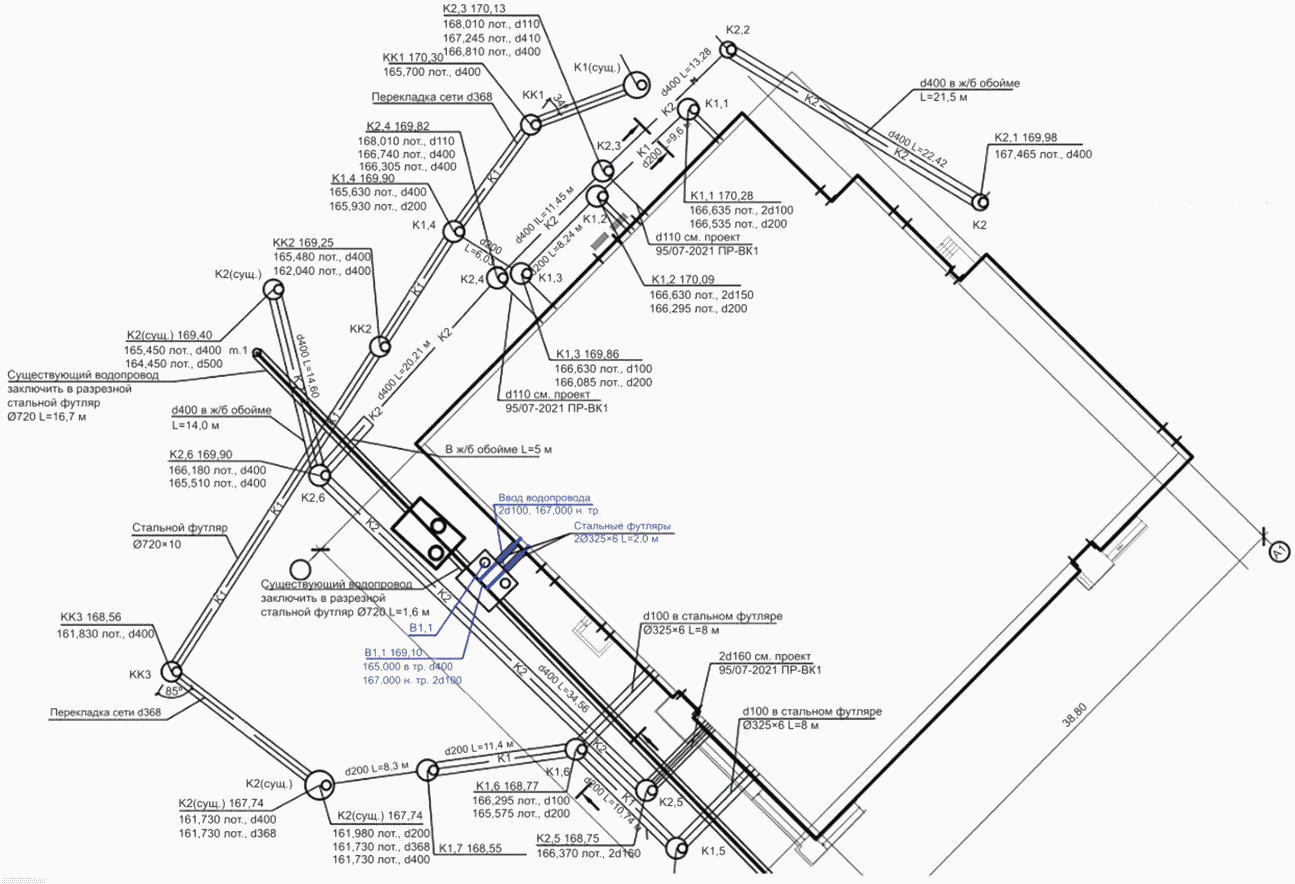 К2,3 170,13
168,010 лот., d110
167,245 лот., d410
166,810 лот., d400
КК1 170,30
165,700 лот., d400
К1(сущ.)
К2,2
d400 L=13,28
К2
Перекладка сети d368
КК1
34°
К1,1
d400 в ж/б обойме
L=21,5 м
К2
d400 L=22,42
К2
К2,1 169,98
167,465 лот., d400
К2
К2,4 169,82
168,010 лот., d110
166,740 лот., d400
166,305 лот., d400
К2,3
К1
d200 L=9,6 м
К1
К1,4 169,90
165,630 лот., d400
165,930 лот., d200
К1,4
К1,2
К1,1 170,28
166,635 лот., 2d100
166,535 лот., d200
d400 lL=11,45 м
К2
d200
L=6,03
d200 L=8,24 м
d110 см. проект
95/07-2021 ПР-ВК1
КК2 169,25
165,480 лот., d400
162,040 лот., d400
К2(сущ.)
К1
К2,4
К1,3
К1,2 170,09
166,630 лот., 2d150
166,295 лот., d200
К2(сущ.) 169,40
165,450 лот., d400
164,450 лот., d500
m.1
КК2
К2
d400 L=14,60
К2
d400 L=20,21 м
К1,3 169,86
166,630 лот., d100
166,085 лот., d200
Существующий водопровод
заключить в разрезной
стальной футляр
Ø720 L=16,7 м
d110 см. проект
95/07-2021 ПР-ВК1
d400 в ж/б обойме
L=14,0 м
К1
К2
В ж/б обойме L=5 м
К2,6 169,90
166,180 лот., d400
165,510 лот., d400
К2,6
К1
К2
Ввод водопровода
2d100, 167,000 н. тр.
Стальные футляры
2Ø325×6 L=2,0 м
Стальной футляр
Ø720×10
А1
Существующий водопровод
заключить в разрезной
стальной футляр Ø720 L=1,6 м
К2
К1
КК3 168,56
161,830 лот., d400
В1,1
В1,1 169,10
165,000 в тр. d400
167,000 н. тр. 2d100
d100 в стальном футляре
Ø325×6 L=8 м
КК3
85°
К2
d400 L=34,56
2d160 см. проект
95/07-2021 ПР-ВК1
Перекладка сети d368
d100 в стальном футляре
Ø325×6 L=8 м
38,80
d200 L=11,4 м
К1
К2
d200 L=8,3 м
К1,6
К2(сущ.)
К1,6 168,77
166,295 лот., d100
165,575 лот., d200
d200 L=10,74 м
К1
К2,5
К2(сущ.) 167,74
161,730 лот., d400
161,730 лот., d368
К2(сущ.) 167,74
161,980 лот., d200
161,730 лот., d368
161,730 лот., d400
К1,7 168,55
К2,5 168,75
166,370 лот., 2d160
К1,5